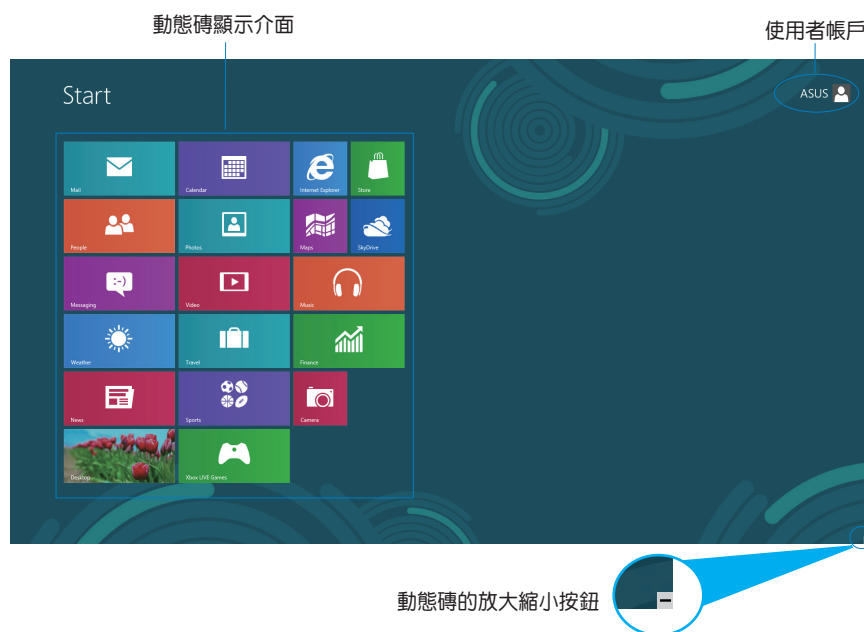 動態磚顯示介面
使用者帳戶
Start
ASUS
Mail
Calendar
Internet Explorer
Store
People
Photos
Maps
SkyDrive
Messaging
Video
Music
Weather
Travel
Finance
News
Sports
Camera
Desktop
Xbox LIVE Games
動態磚的放大縮小按鈕